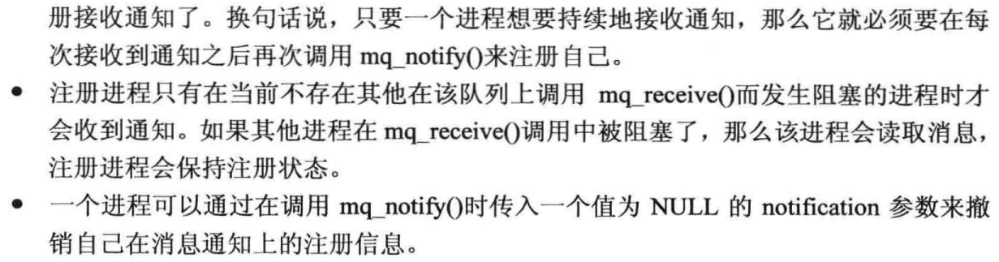 册接收通知了。换句话说，只要一个进程想要持续地接收通知，那么它就必须要在每
次接收到通知之后再次调用 mq_notify()来注册自己。
• 注册进程只有在当前不存在其他在该队列上调用 mq_receive()而发生阻塞的进程时才
会收到通知。如果其他进程在 mq_receive()调用中被阻塞了，那么该进程会读取消息，
注册进程会保持注册状态。
• 一个进程可以通过在调用 mq_notify()时传入一个值为 NULL 的 notification 参数来撤
销自己在消息通知上的注册信息。